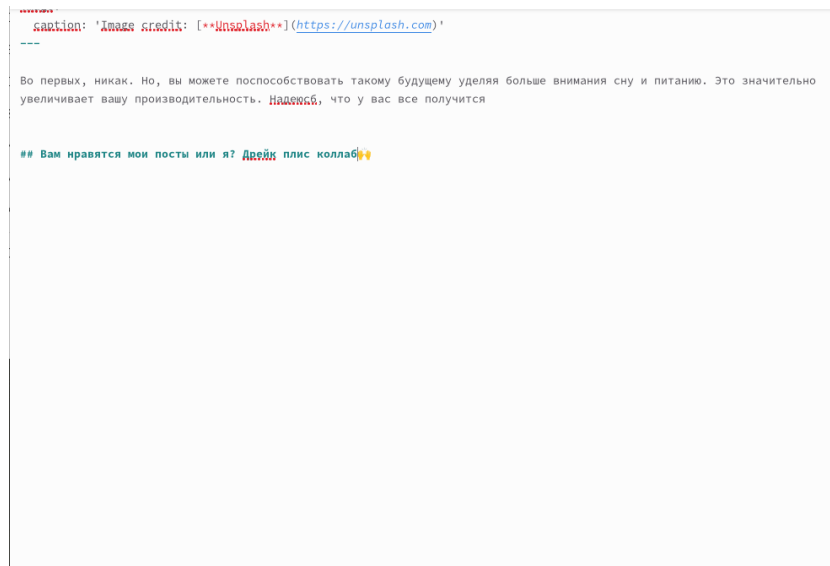 caption: 'Image credit: [**Unsplash**](https://unsplash.com)'
---
Во первых, никак. Но, вы можете поспособствовать такому будущему уделяя больше внимания сну и питанию. Это значительно
увеличивает вашу производительность. Надеюсб, что у вас все получится
## Вам нравятся мои посты или я? Дрейк плис коллаб🙌